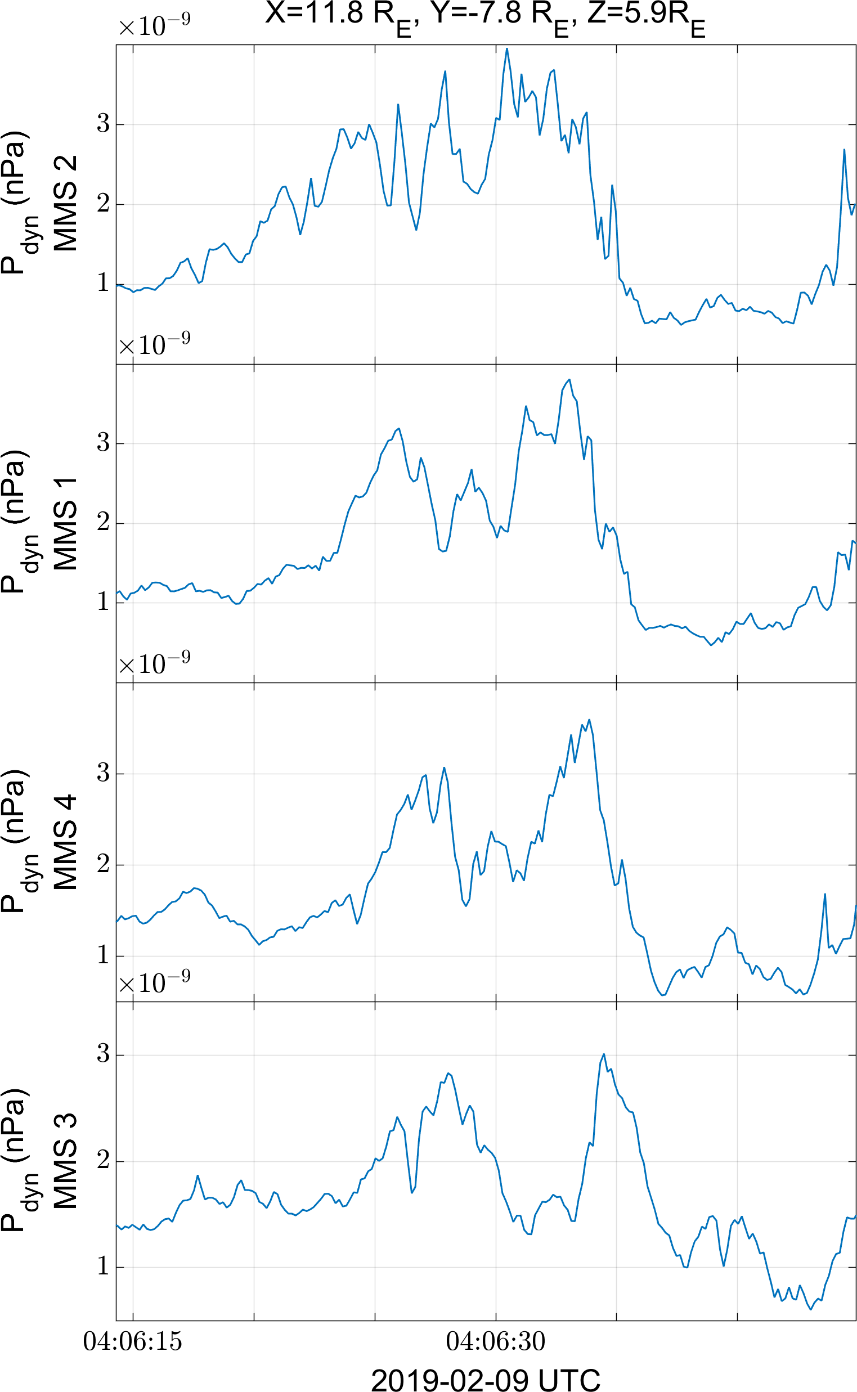 X=11.8 R_E, Y=-7.8 R_E, Z=5.9R_E
×10⁻⁹
P_dyn (nPa)
MMS 2
3
2
1
×10⁻⁹
P_dyn (nPa)
MMS 1
3
2
1
×10⁻⁹
P_dyn (nPa)
MMS 4
3
2
1
×10⁻⁹
P_dyn (nPa)
MMS 3
3
2
1
04:06:15 04:06:30
2019-02-09 UTC